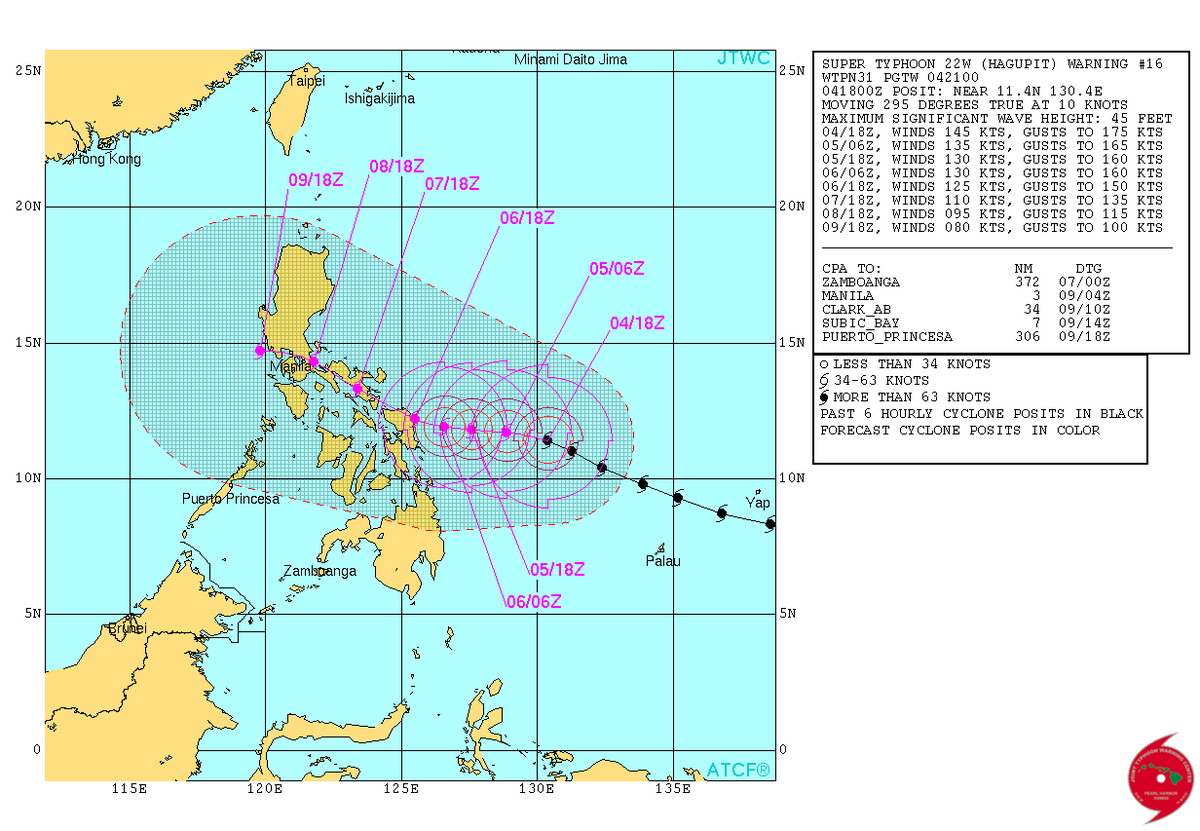 Minami Daito Jima
JTWC
25N
25N
Taipei
Ishigakijima
Hong Kong
08/18Z
09/18Z
07/18Z
20N
20N
06/18Z
05/06Z
04/18Z
15N
15N
Manila
10N
10N
Puerto Princesa
Yap
Palau
Zamboanga
05/18Z
06/06Z
5N
5N
Brunei
0
0
ATCF®
115E
120E
125E
130E
135E
SUPER TYPHOON 22W (HAGUPIT) WARNING #16
WTPN31 PGTW 042100
041800Z POSIT: NEAR 11.4N 130.4E
MOVING 295 DEGREES TRUE AT 10 KNOTS
MAXIMUM SIGNIFICANT WAVE HEIGHT: 45 FEET
04/18Z, WINDS 145 KTS, GUSTS TO 175 KTS
05/06Z, WINDS 135 KTS, GUSTS TO 165 KTS
05/18Z, WINDS 130 KTS, GUSTS TO 160 KTS
06/06Z, WINDS 130 KTS, GUSTS TO 160 KTS
06/18Z, WINDS 125 KTS, GUSTS TO 150 KTS
07/18Z, WINDS 110 KTS, GUSTS TO 135 KTS
08/18Z, WINDS 095 KTS, GUSTS TO 115 KTS
09/18Z, WINDS 080 KTS, GUSTS TO 100 KTS
CPA TO: NM DTG
ZAMBOANGA 372 07/00Z
MANILA 3 09/04Z
CLARK_AB 34 09/10Z
SUBIC_BAY 7 09/14Z
PUERTO_PRINCESA 306 09/18Z
LESS THAN 34 KNOTS
34-63 KNOTS
MORE THAN 63 KNOTS
PAST 6 HOURLY CYCLONE POSITS IN BLACK
FORECAST CYCLONE POSITS IN COLOR
JOINT TYPHOON WARNING CENTER
PEARL HARBOR
HAWAII